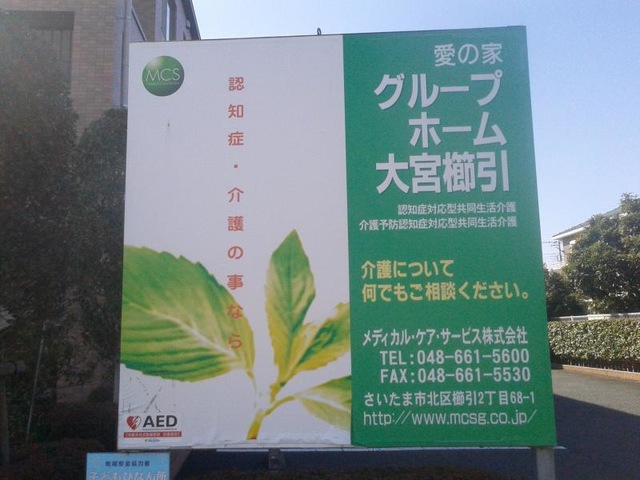 MCS
認知症・介護の事なら
愛の家
グループ
ホーム
大宮櫛引
認知症対応型共同生活介護
介護予防認知症対応型共同生活介護
介護について
何でもご相談ください。
メディカル・ケア・サービス株式会社
TEL:048-661-5600
FAX:048-661-5530
さいたま市北区櫛引2丁目68-1
http://www.mcsg.co.jp/
AED